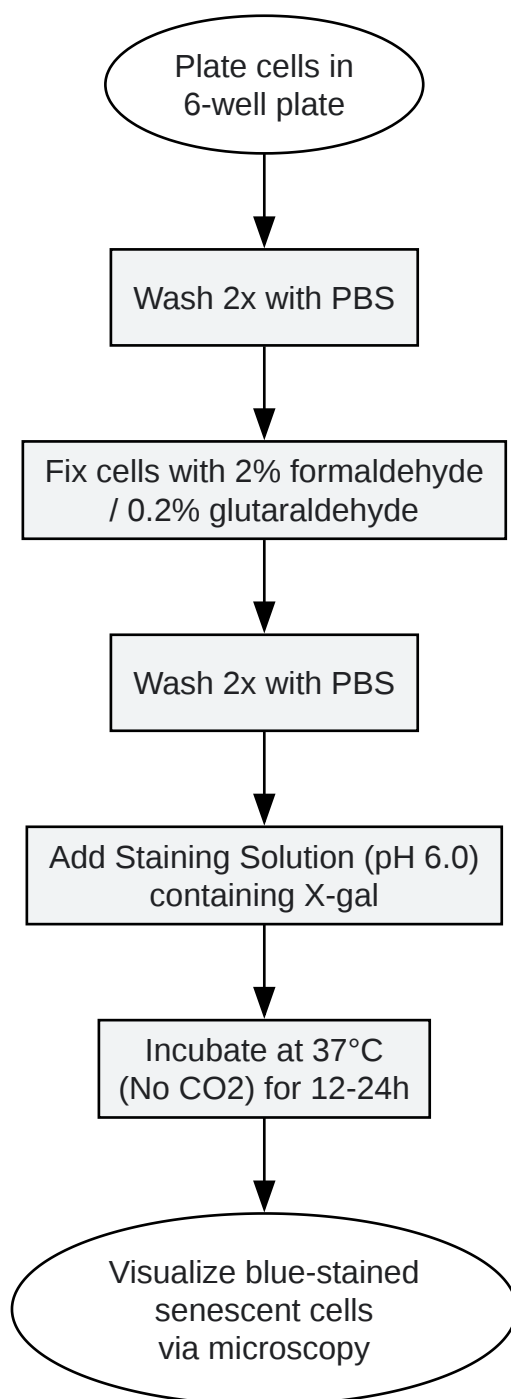 Plate cells in
6-well plate
Wash 2x with PBS
Fix cells with 2% formaldehyde
/ 0.2% glutaraldehyde
Wash 2x with PBS
Add Staining Solution (pH 6.0)
containing X-gal
Incubate at 37°C
(No CO2) for 12-24h
Visualize blue-stained
senescent cells
via microscopy